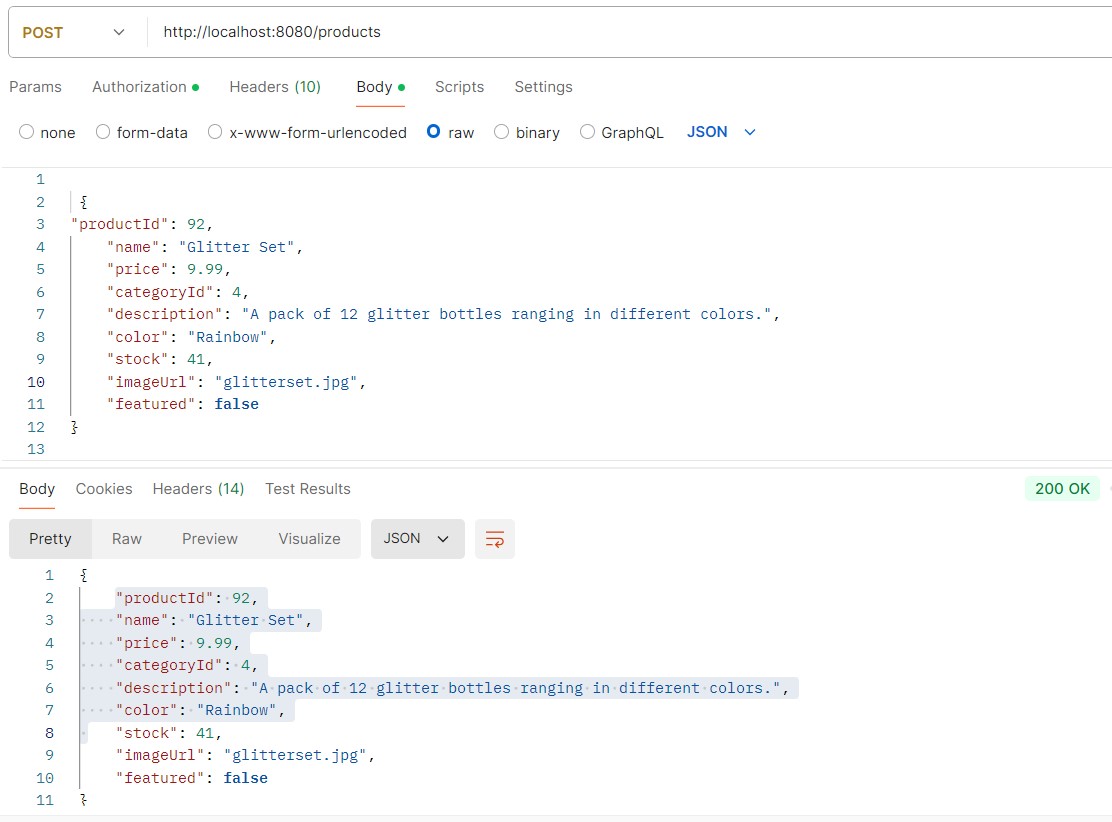 POST http://localhost:8080/products
Params Authorization Headers (10) Body Scripts Settings
none form-data x-www-form-urlencoded raw binary GraphQL JSON
1
2 {
3 "productId": 92,
4 "name": "Glitter Set",
5 "price": 9.99,
6 "categoryId": 4,
7 "description": "A pack of 12 glitter bottles ranging in different colors.",
8 "color": "Rainbow",
9 "stock": 41,
10 "imageUrl": "glitterset.jpg",
11 "featured": false
12 }
13
Body Cookies Headers (14) Test Results 200 OK
Pretty Raw Preview Visualize JSON
1 {
2 "productId": 92,
3 "name": "Glitter Set",
4 "price": 9.99,
5 "categoryId": 4,
6 "description": "A pack of 12 glitter bottles ranging in different colors.",
7 "color": "Rainbow",
8 "stock": 41,
9 "imageUrl": "glitterset.jpg",
10 "featured": false
11 }